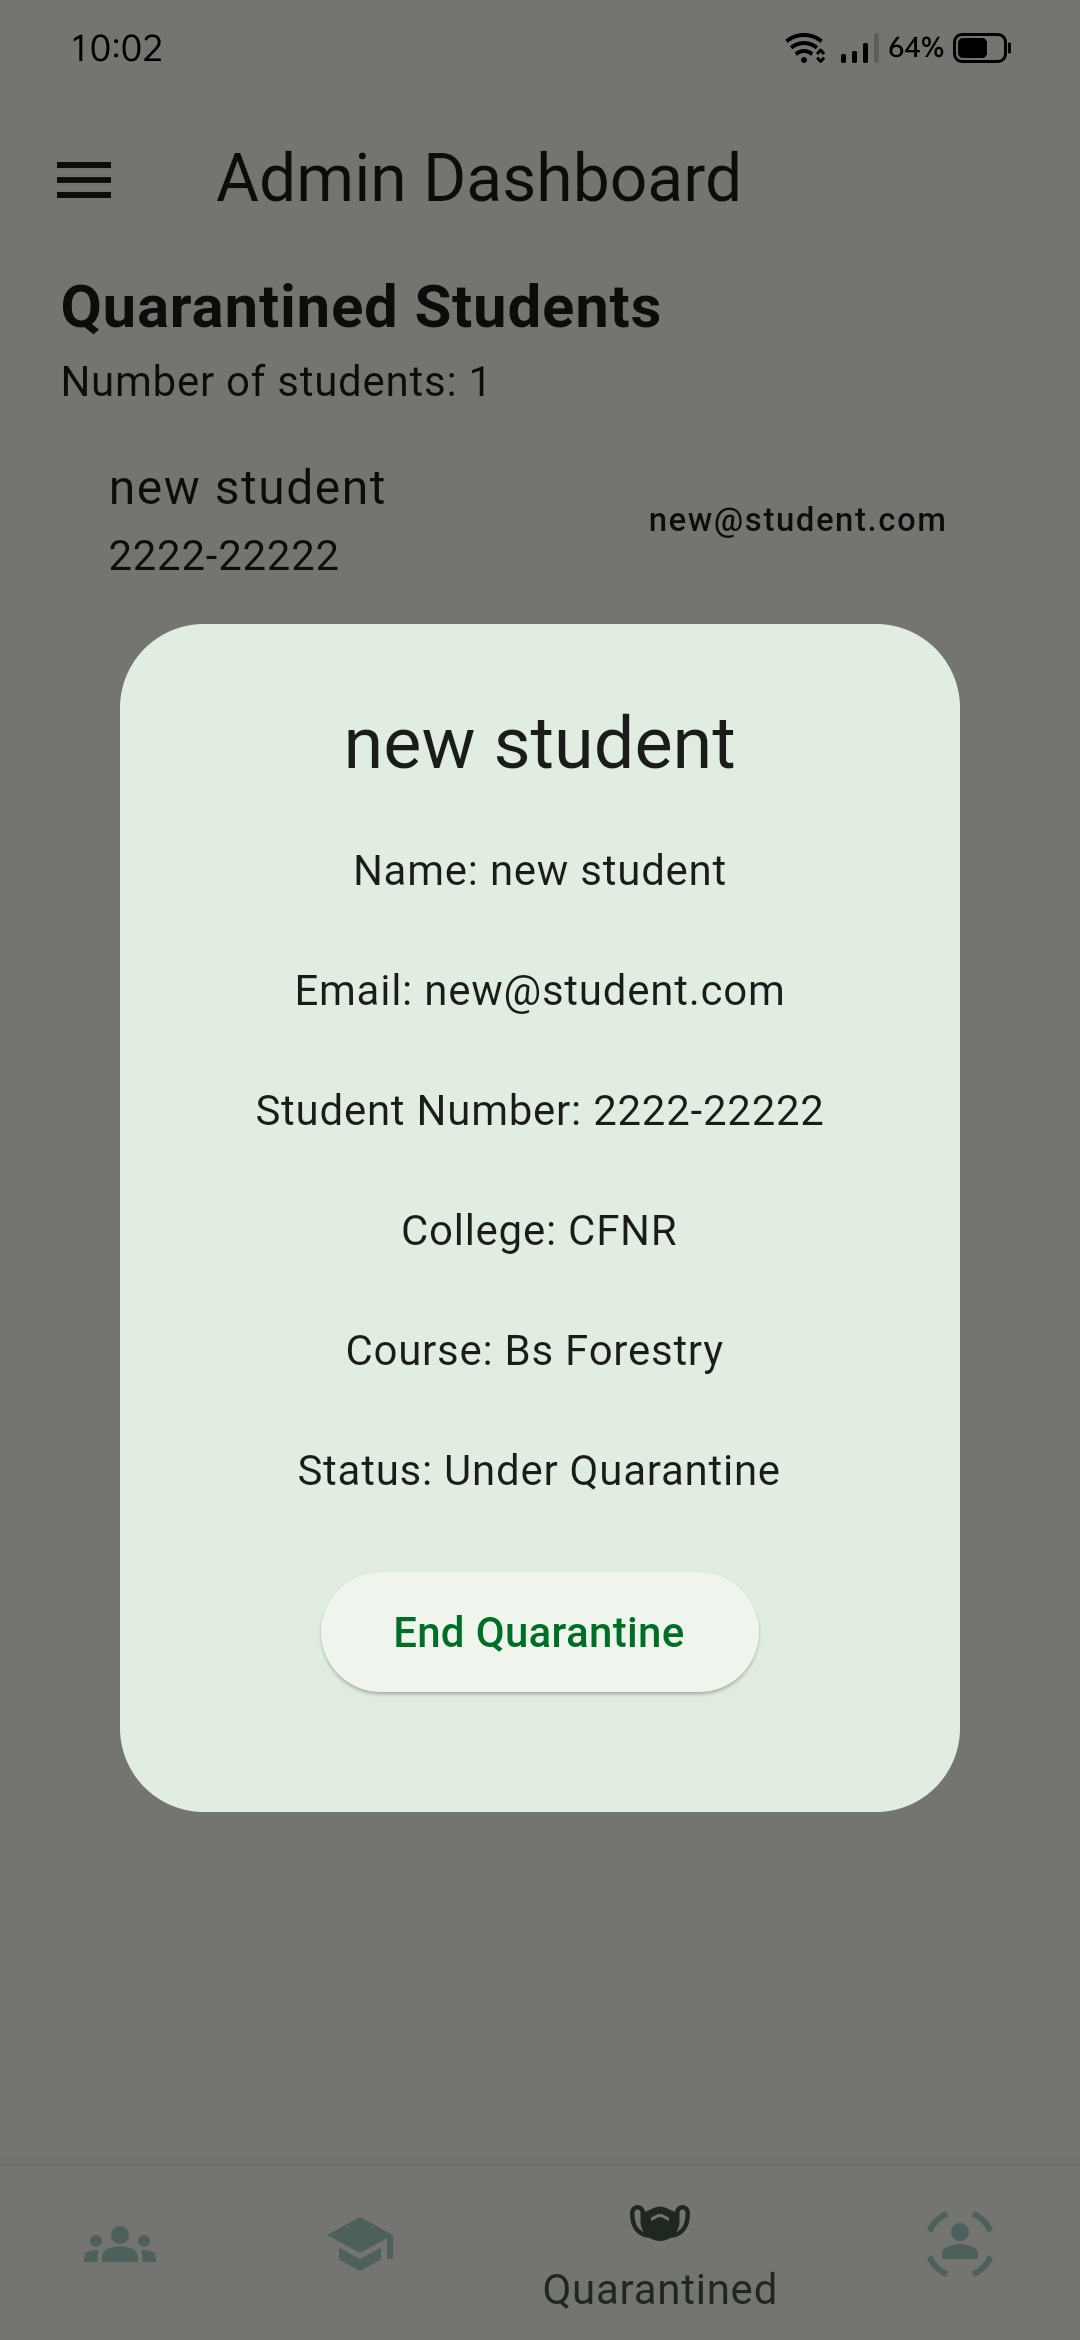 10:02
64%
Admin Dashboard
Quarantined Students
Number of students: 1
new student
new@student.com
2222-22222
new student
Name: new student
Email: new@student.com
Student Number: 2222-22222
College: CFNR
Course: Bs Forestry
Status: Under Quarantine
End Quarantine
Quarantined